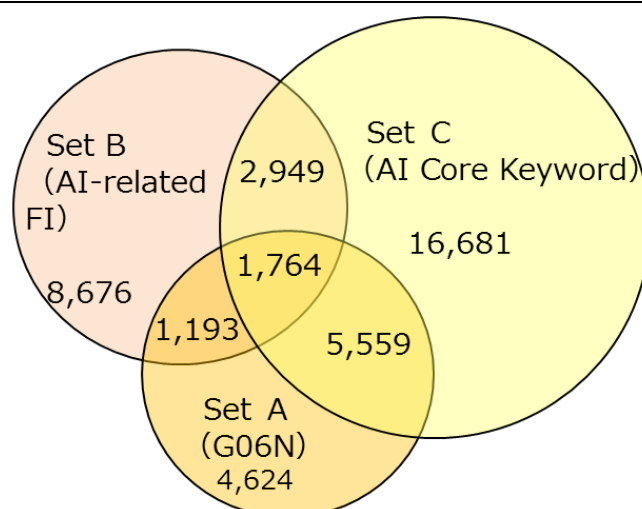 Set B
（AI-related
FI）
8,676
2,949
Set C
（AI Core Keyword）
16,681
1,764
1,193
5,559
Set A
（G06N）
4,624